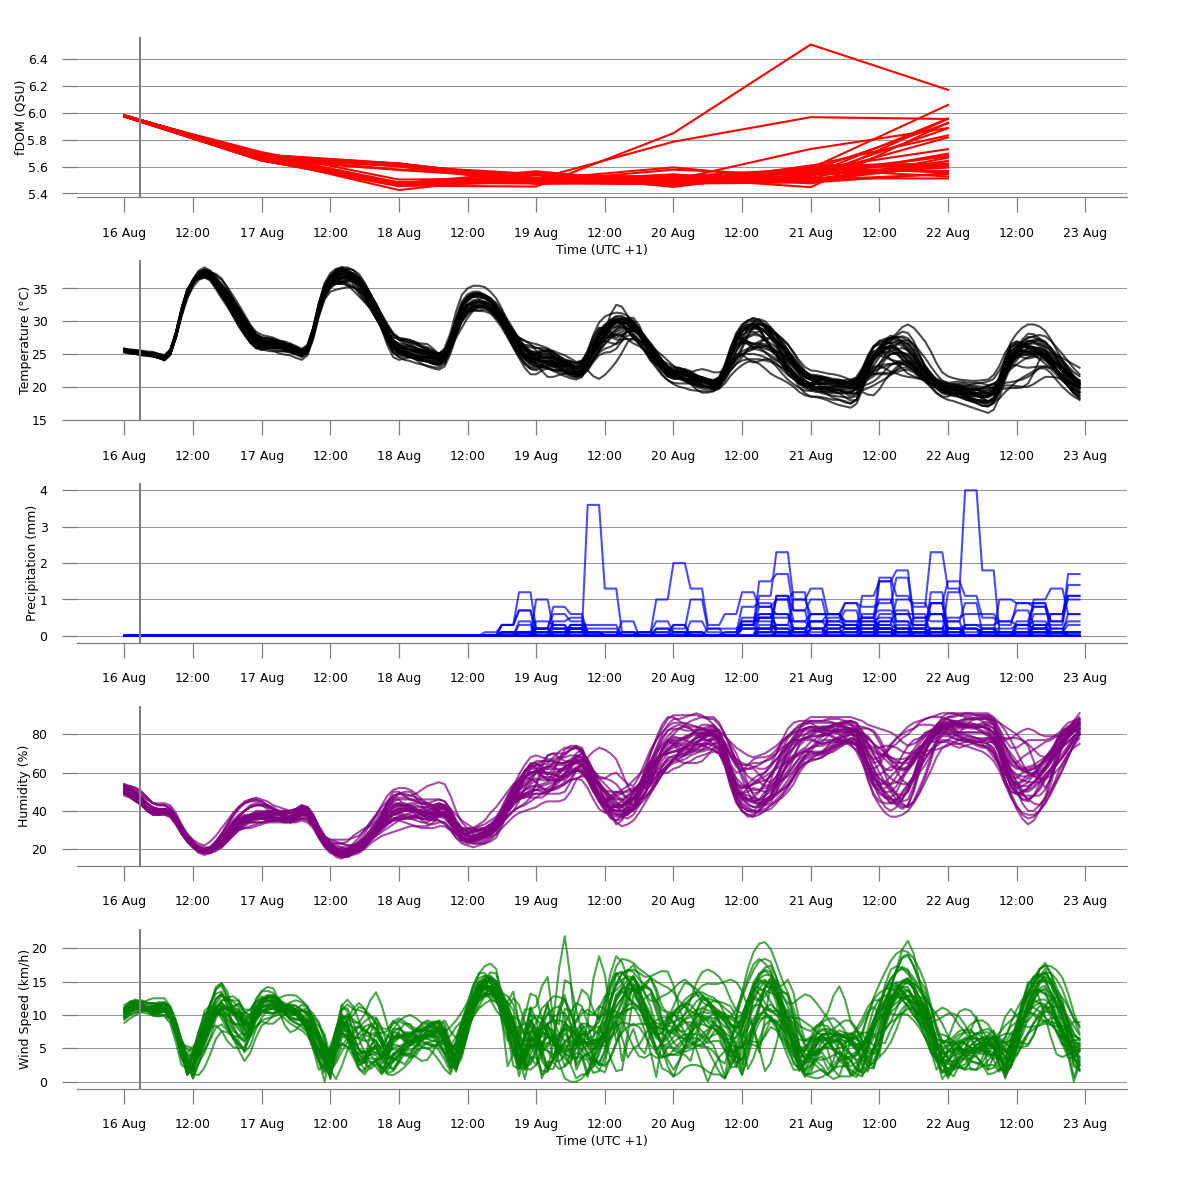 fDOM (QSU)
6.4
6.2
6.0
5.8
5.6
5.4
16 Aug 12:00 17 Aug 12:00 18 Aug 12:00 19 Aug 12:00 20 Aug 12:00 21 Aug 12:00 22 Aug 12:00 23 Aug
Time (UTC +1)
Temperature (°C)
35
30
25
20
15
16 Aug 12:00 17 Aug 12:00 18 Aug 12:00 19 Aug 12:00 20 Aug 12:00 21 Aug 12:00 22 Aug 12:00 23 Aug
Precipitation (mm)
4
3
2
1
0
16 Aug 12:00 17 Aug 12:00 18 Aug 12:00 19 Aug 12:00 20 Aug 12:00 21 Aug 12:00 22 Aug 12:00 23 Aug
Humidity (%)
80
60
40
20
16 Aug 12:00 17 Aug 12:00 18 Aug 12:00 19 Aug 12:00 20 Aug 12:00 21 Aug 12:00 22 Aug 12:00 23 Aug
Wind Speed (km/h)
20
15
10
5
0
16 Aug 12:00 17 Aug 12:00 18 Aug 12:00 19 Aug 12:00 20 Aug 12:00 21 Aug 12:00 22 Aug 12:00 23 Aug
Time (UTC +1)